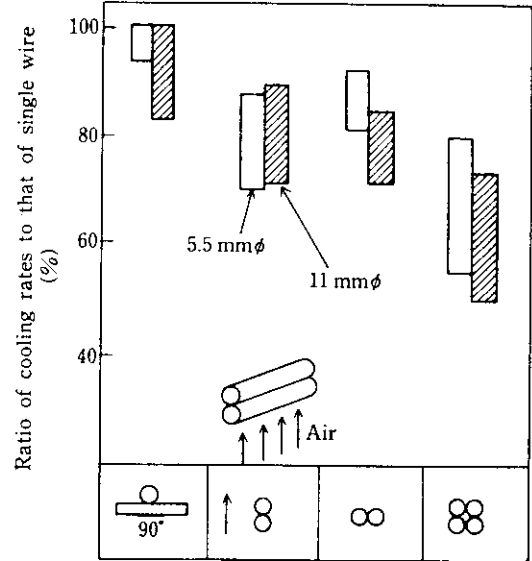 Ratio of cooling rates to that of single wire
(%)
100
80
60
40
5.5 mmφ
11 mmφ
Air
90°